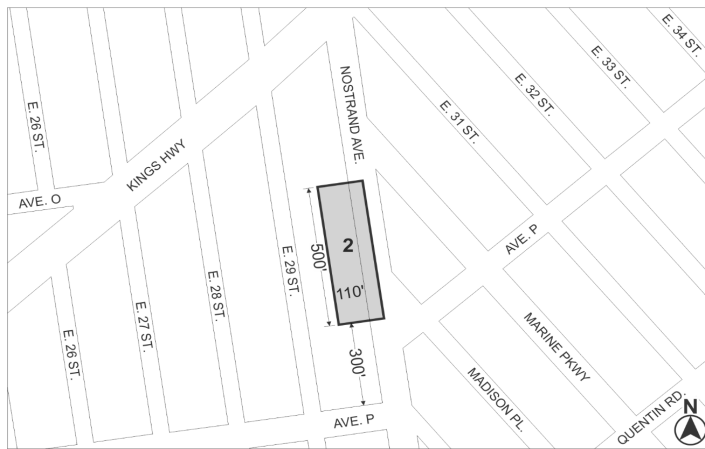 E. 34 ST.
E. 33 ST.
E. 32 ST.
E. 31 ST.
NOSTRAND AVE.
E. 26 ST.
KINGS HWY
AVE. O
AVE. P
2
500'
110'
E. 29 ST.
E. 28 ST.
E. 27 ST.
E. 26 ST.
300'
MARINE PKWY
MADISON PL.
AVE. P
QUENTIN RD.
N